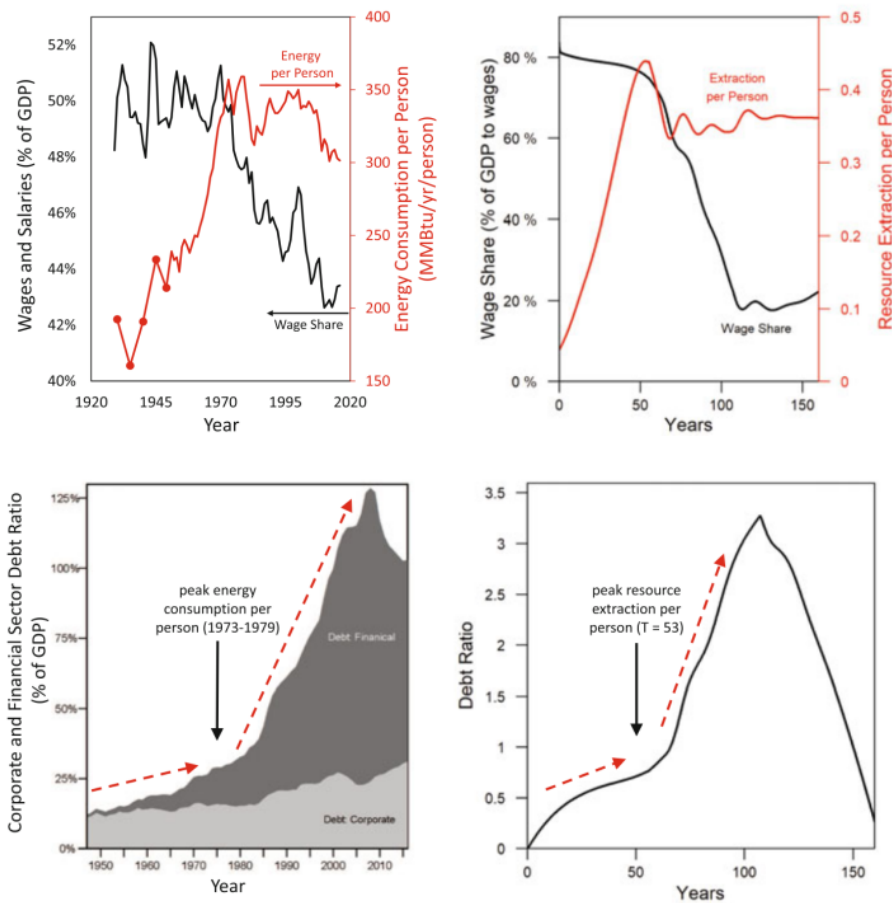 52%
50%
48%
46%
44%
42%
40%
Wages and Salaries (% of GDP)
Energy
per Person
Wage Share
400
350
300
250
200
150
Energy Consumption per Person
(MMBtu/yr/person)
1920
1945
1970
1995
2020
Year
80 %
60 %
40 %
20 %
0 %
Wage Share (% of GDP to wages)
Extraction
per Person
Wage Share
0.5
0.4
0.3
0.2
0.1
0
Resource Extraction per Person
0
50
100
150
Years
125%
100%
75%
50%
25%
0%
Corporate and Financial Sector Debt Ratio
(% of GDP)
peak energy
consumption per
person (1973-1979)
Debt: Finanical
Debt: Corporate
1950
1960
1970
1980
1990
2000
2010
Year
3.5
3
2.5
2
1.5
1
0.5
0
Debt Ratio
peak resource
extraction per
person (T = 53)
0
50
100
150
Years